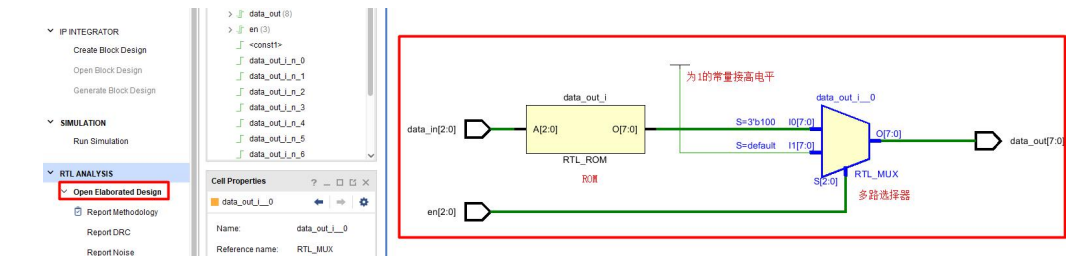 IP INTEGRATOR
Create Block Design
Open Block Design
Generate Block Design
SIMULATION
Run Simulation
RTL ANALYSIS
Open Elaborated Design
Report Methodology
Report DRC
Report Noise
data_out (8)
en (3)
<const1>
data_out_i_n_0
data_out_i_n_1
data_out_i_n_2
data_out_i_n_3
data_out_i_n_4
data_out_i_n_5
data_out_i_n_6
Cell Properties
data_out_i__0
Name: data_out_i__0
Reference name: RTL_MUX
为1的常量接高电平
data_out_i
data_out_i__0
data_in[2:0]
A[2:0]
O[7:0]
S=3'b100
I0[7:0]
O[7:0]
data_out[7:0]
S=default
I1[7:0]
RTL_ROM
ROM
S[2:0]
RTL_MUX
多路选择器
en[2:0]